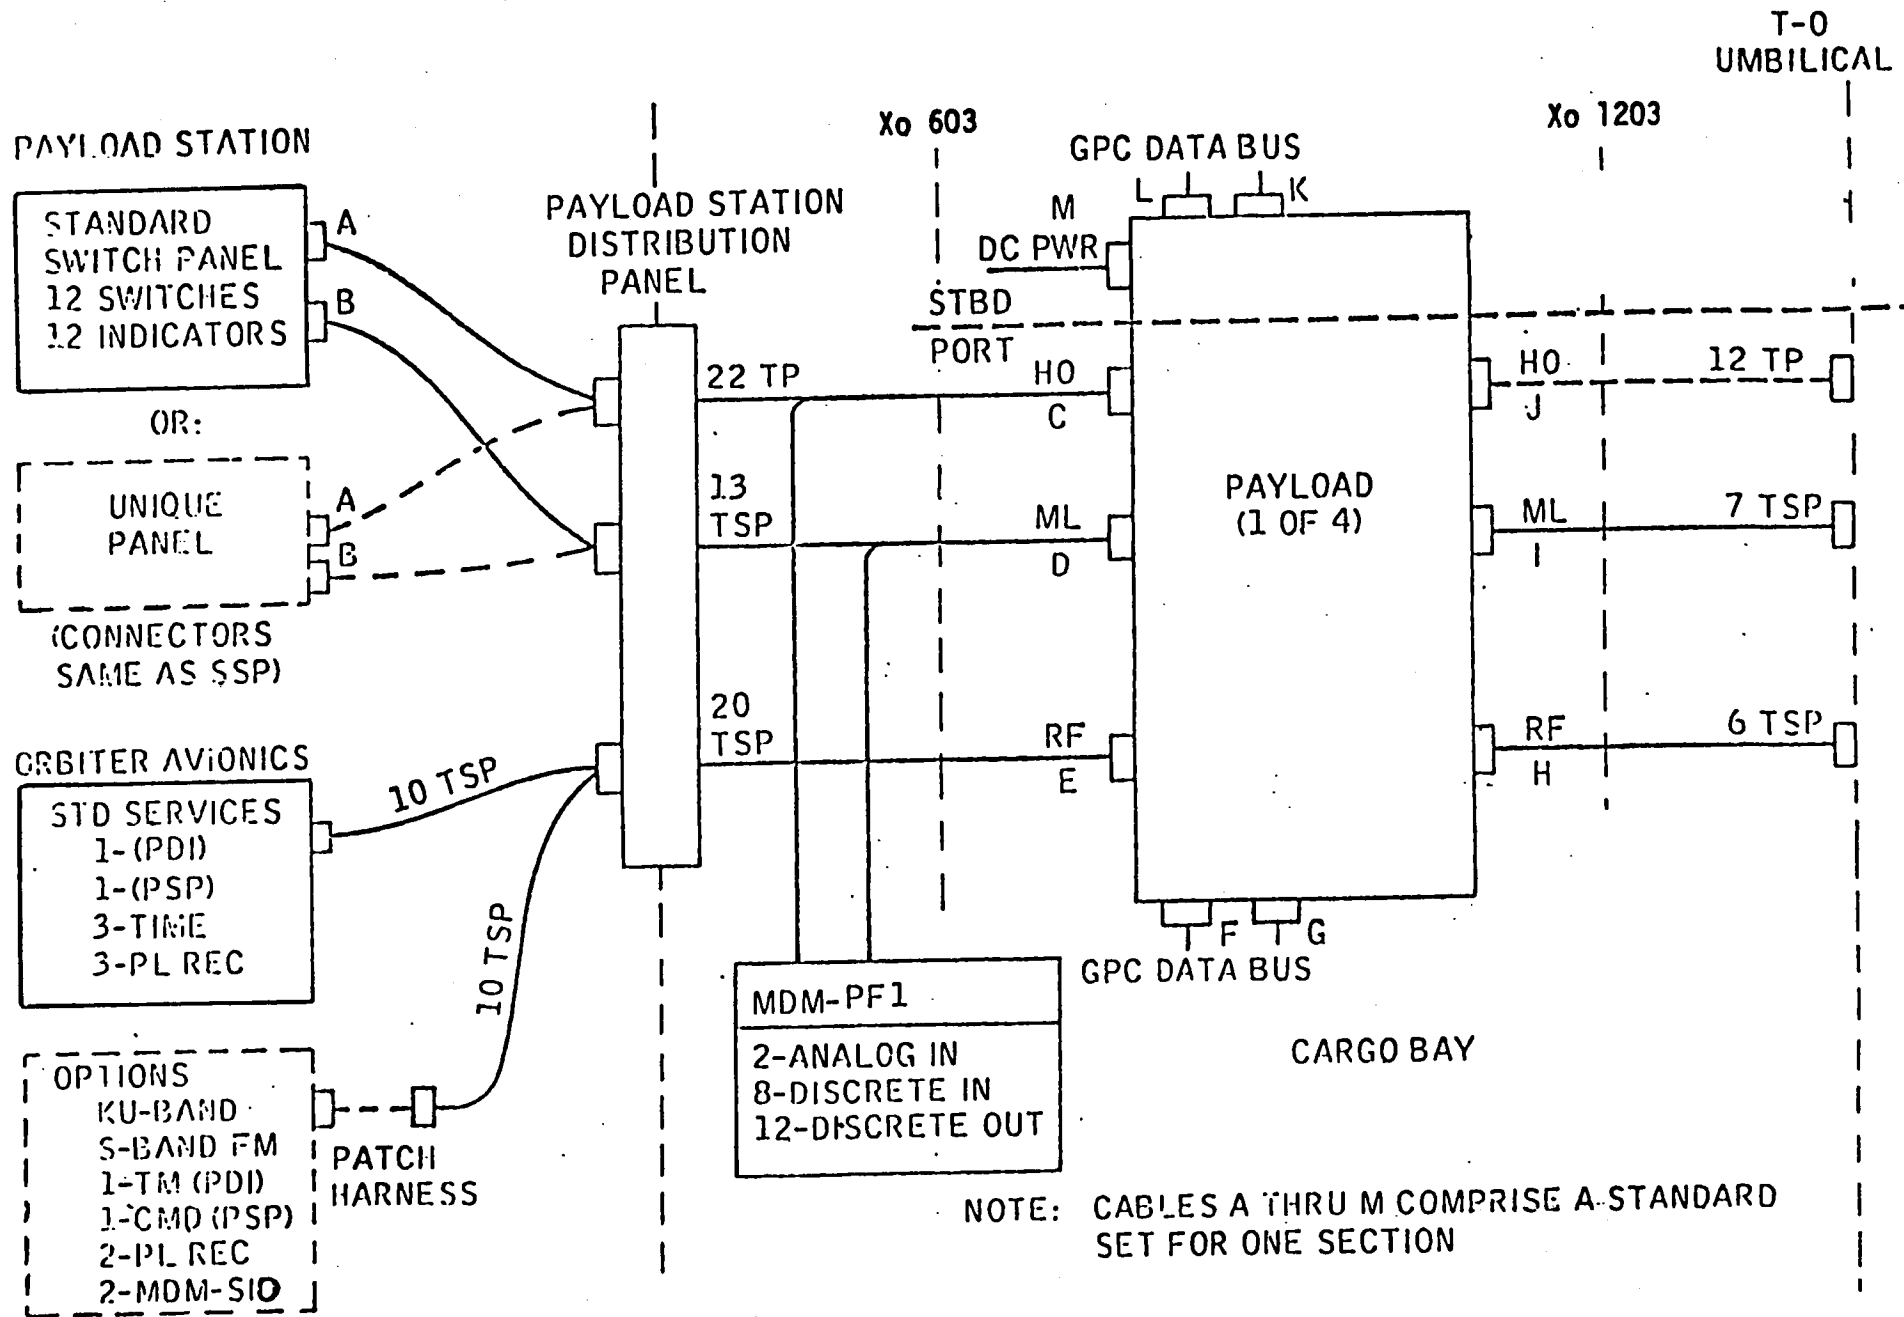 T-0
UMBILICAL
Xo 603
Xo 1203
PAYLOAD STATION
GPC DATA BUS
L
K
STANDARD
SWITCH PANEL
12 SWITCHES
12 INDICATORS
A
B
PAYLOAD STATION
DISTRIBUTION
PANEL
M
DC PWR
STBD
PORT
22 TP
HO
C
HO
J
12 TP
OR:
UNIQUE
PANEL
A
B
13
TSP
ML
D
PAYLOAD
(1 OF 4)
ML
I
7 TSP
(CONNECTORS
SAME AS SSP)
20
TSP
RF
E
RF
H
6 TSP
ORBITER AVIONICS
STD SERVICES
1-(PDI)
1-(PSP)
3-TIME
3-PL REC
10 TSP
10 TSP
F
G
GPC DATA BUS
MDM-PF1
2-ANALOG IN
8-DISCRETE IN
12-DISCRETE OUT
CARGO BAY
OPTIONS
KU-BAND
S-BAND FM
1-TM (PDI)
1-CMD (PSP)
2-PL REC
2-MDM-SIO
PATCH
HARNESS
NOTE: CABLES A THRU M COMPRISE A STANDARD
SET FOR ONE SECTION